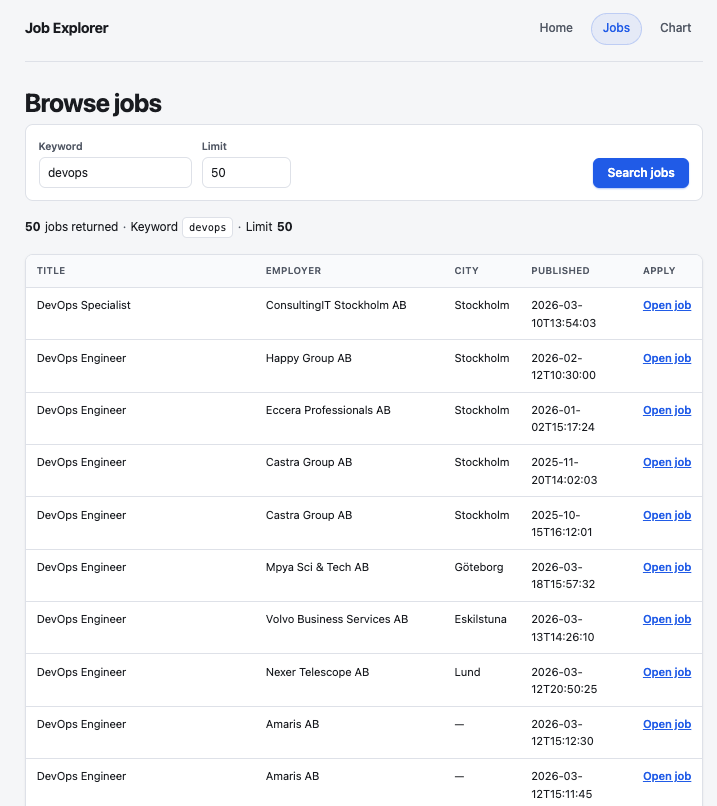 Job Explorer
Home Jobs Chart
Browse jobs
Keyword Limit
devops 50 Search jobs
50 jobs returned · Keyword devops · Limit 50
TITLE EMPLOYER CITY PUBLISHED APPLY
DevOps Specialist ConsultingIT Stockholm AB Stockholm 2026-03-
10T13:54:03 Open job
DevOps Engineer Happy Group AB Stockholm 2026-02-
12T10:30:00 Open job
DevOps Engineer Eccera Professionals AB Stockholm 2026-01-
02T15:17:24 Open job
DevOps Engineer Castra Group AB Stockholm 2025-11-
20T14:02:03 Open job
DevOps Engineer Castra Group AB Stockholm 2025-10-
15T16:12:01 Open job
DevOps Engineer Mpya Sci & Tech AB Göteborg 2026-03-
18T15:57:32 Open job
DevOps Engineer Volvo Business Services AB Eskilstuna 2026-03-
13T14:26:10 Open job
DevOps Engineer Nexer Telescope AB Lund 2026-03-
12T20:50:25 Open job
DevOps Engineer Amaris AB — 2026-03-
12T15:12:30 Open job
DevOps Engineer Amaris AB — 2026-03-
12T15:11:45 Open job